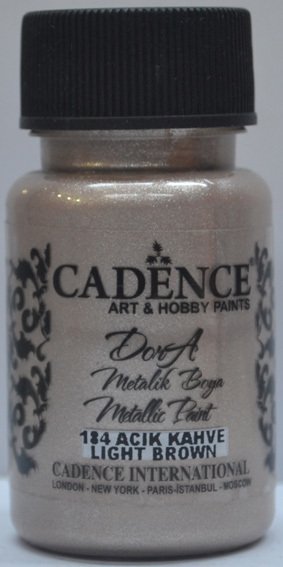 CADENCE
ART & HOBBY PAINTS
DorA
Metalik Boya
Metallic Paint
184 ACIK KAHVE
LIGHT BROWN
CADENCE INTERNATIONAL
LONDON - NEW YORK - PARIS-İSTANBUL - MOSCOW